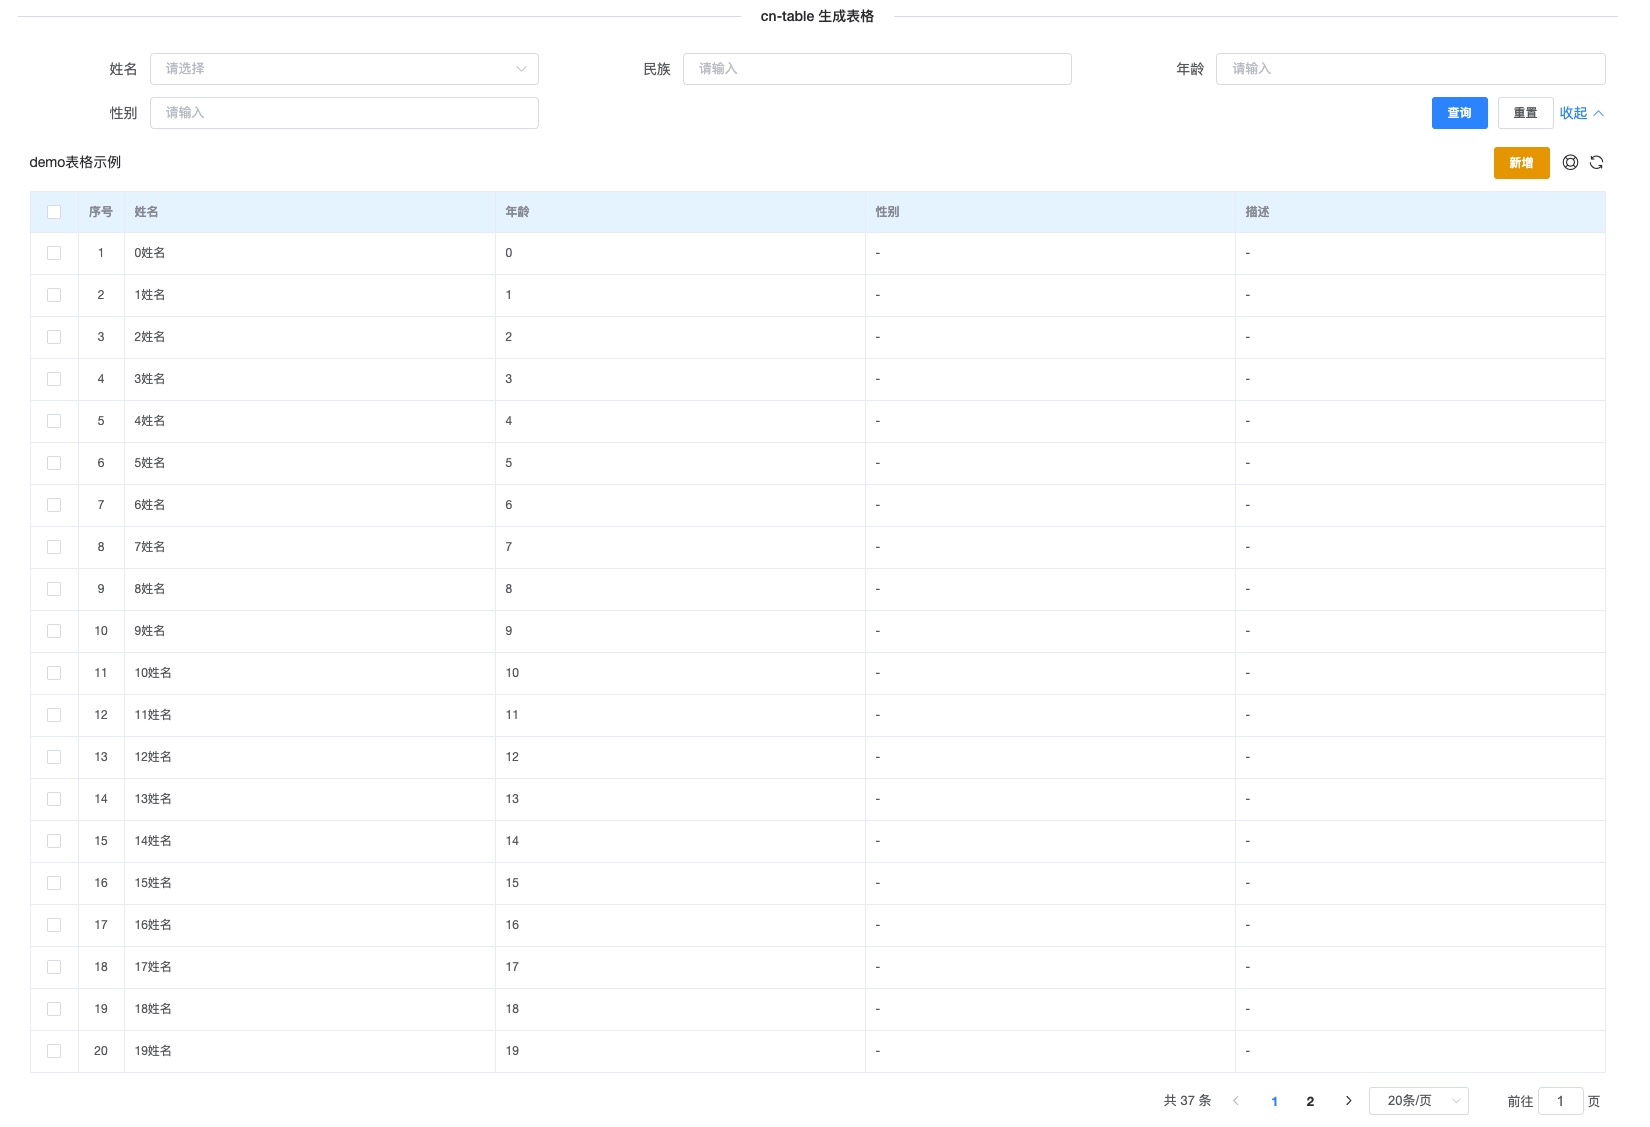 cn-table 生成表格
姓名 请选择 民族 请输入 年龄 请输入
性别 请输入 查询 重置 收起
demo表格示例 新增
序号 姓名 年龄 性别 描述
1 0姓名 0 - -
2 1姓名 1 - -
3 2姓名 2 - -
4 3姓名 3 - -
5 4姓名 4 - -
6 5姓名 5 - -
7 6姓名 6 - -
8 7姓名 7 - -
9 8姓名 8 - -
10 9姓名 9 - -
11 10姓名 10 - -
12 11姓名 11 - -
13 12姓名 12 - -
14 13姓名 13 - -
15 14姓名 14 - -
16 15姓名 15 - -
17 16姓名 16 - -
18 17姓名 17 - -
19 18姓名 18 - -
20 19姓名 19 - -
共 37 条 1 2 20条/页 前往 1 页